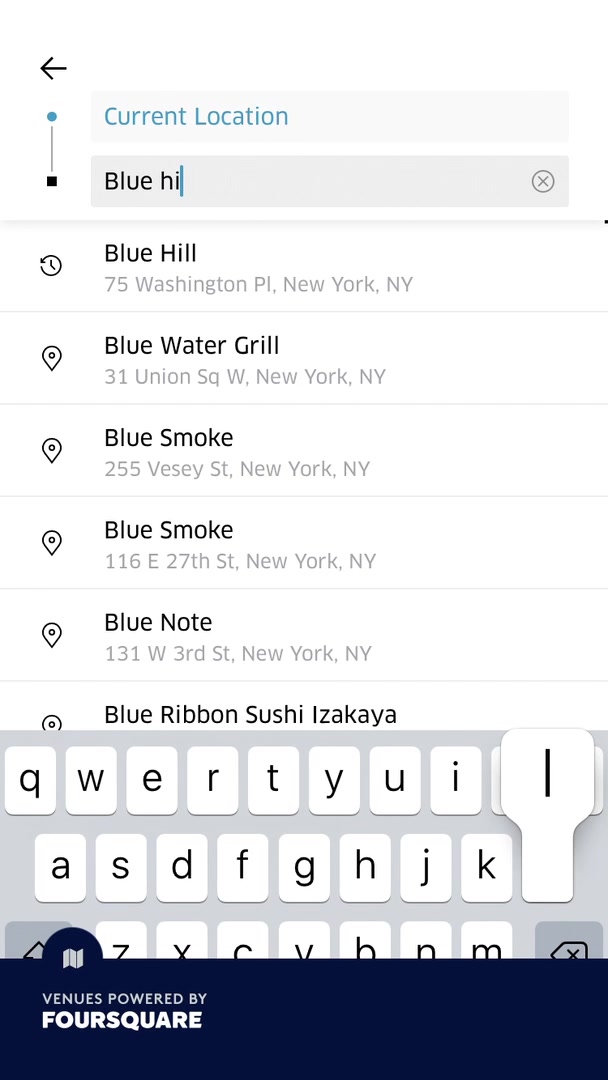 Current Location
Blue hi
Blue Hill
75 Washington Pl, New York, NY
Blue Water Grill
31 Union Sq W, New York, NY
Blue Smoke
255 Vesey St, New York, NY
Blue Smoke
116 E 27th St, New York, NY
Blue Note
131 W 3rd St, New York, NY
Blue Ribbon Sushi Izakaya
q w e r t y u i
a s d f g h j k l
z x c v b n m
VENUES POWERED BY
FOURSQUARE